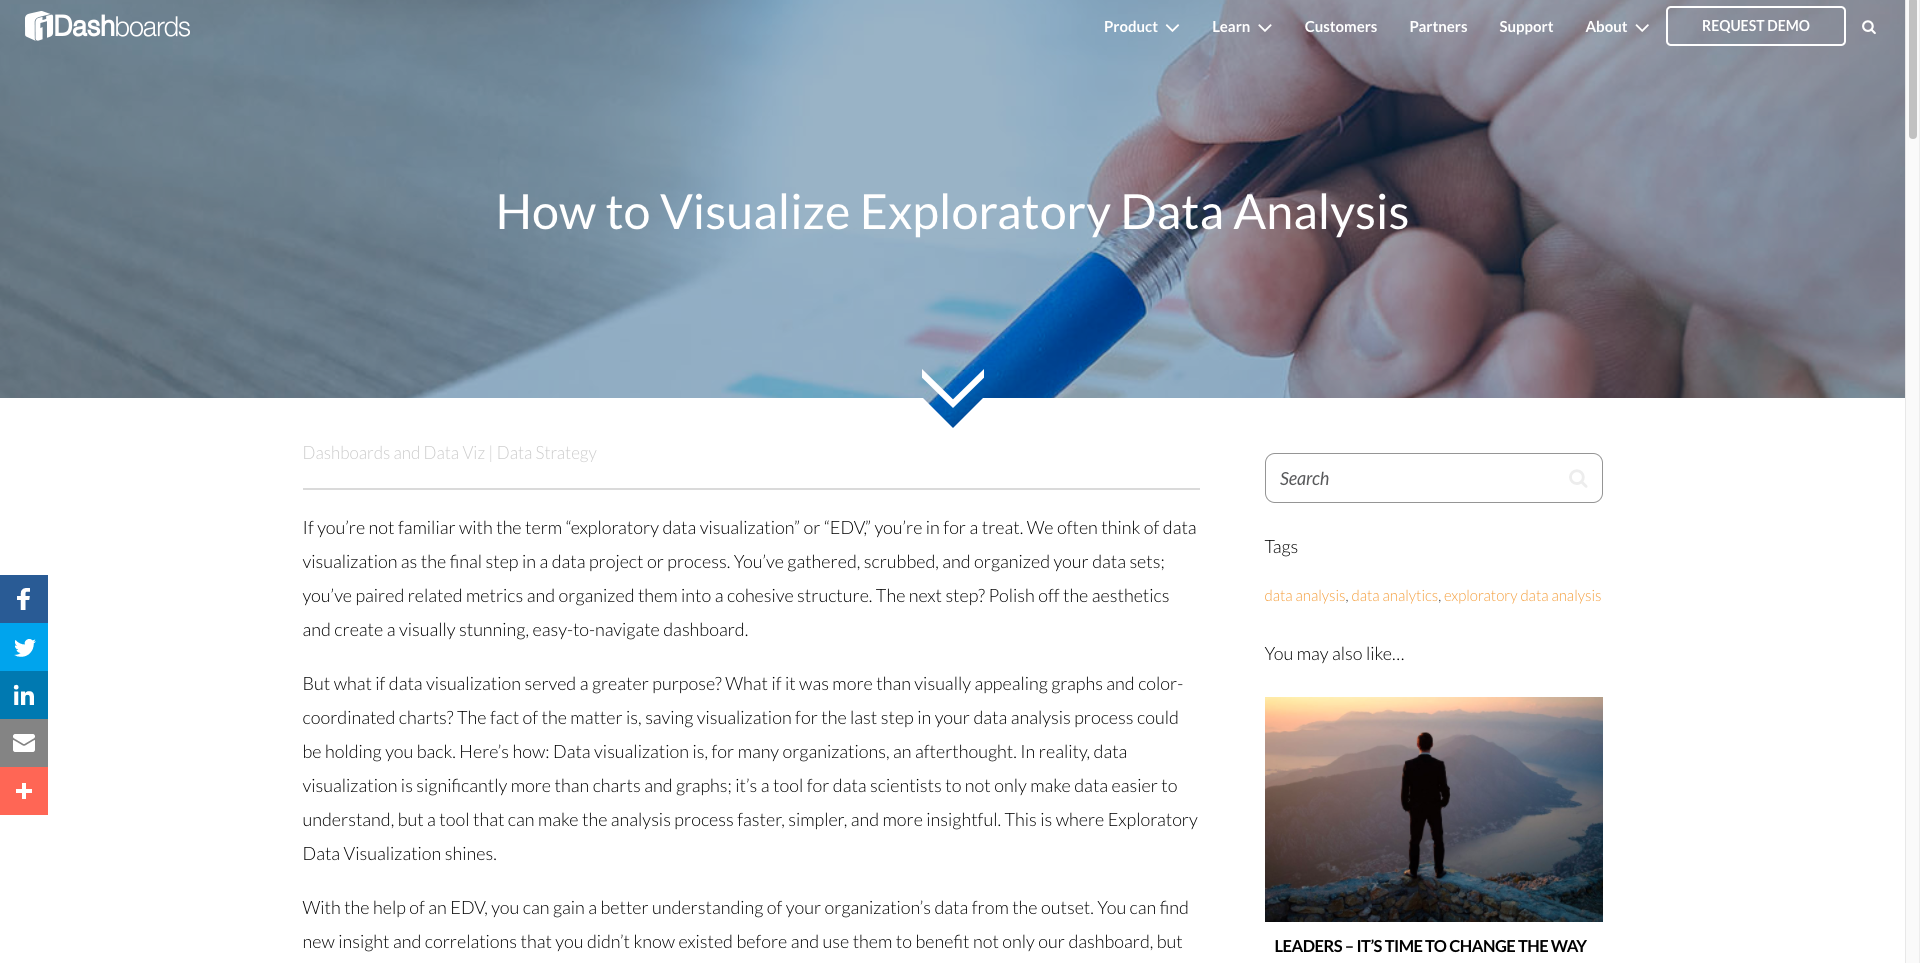 iDashboards
Product Learn Customers Partners Support About REQUEST DEMO
How to Visualize Exploratory Data Analysis
Dashboards and Data Viz | Data Strategy
If you’re not familiar with the term “exploratory data visualization” or “EDV,” you’re in for a treat. We often think of data
visualization as the final step in a data project or process. You’ve gathered, scrubbed, and organized your data sets;
you’ve paired related metrics and organized them into a cohesive structure. The next step? Polish off the aesthetics
and create a visually stunning, easy-to-navigate dashboard.
But what if data visualization served a greater purpose? What if it was more than visually appealing graphs and color-
coordinated charts? The fact of the matter is, saving visualization for the last step in your data analysis process could
be holding you back. Here’s how: Data visualization is, for many organizations, an afterthought. In reality, data
visualization is significantly more than charts and graphs; it’s a tool for data scientists to not only make data easier to
understand, but a tool that can make the analysis process faster, simpler, and more insightful. This is where Exploratory
Data Visualization shines.
With the help of an EDV, you can gain a better understanding of your organization’s data from the outset. You can find
new insight and correlations that you didn’t know existed before and use them to benefit not only our dashboard, but
Search
Tags
data analysis, data analytics, exploratory data analysis
You may also like...
LEADERS – IT’S TIME TO CHANGE THE WAY